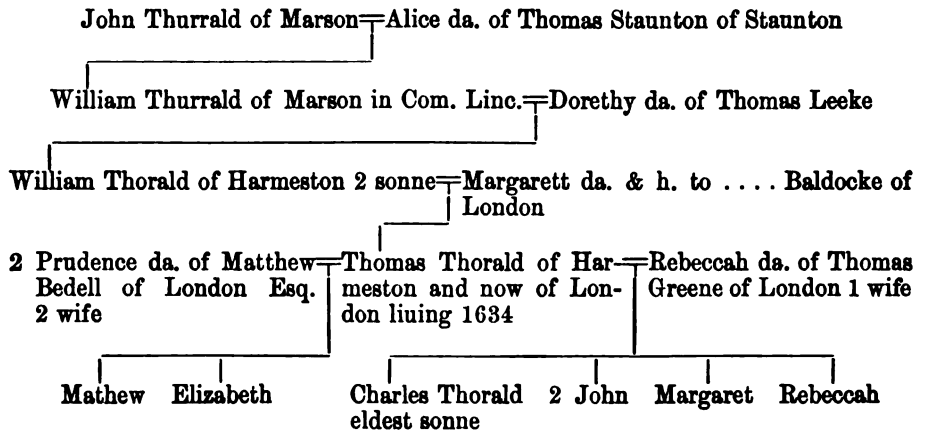 John Thurrald of Marson=Alice da. of Thomas Staunton of Staunton
William Thurrald of Marson in Com. Linc.=Dorethy da. of Thomas Leeke
William Thorald of Harmeston 2 sonne=Margarett da. & h. to .... Baldocke of
London
2 Prudence da. of Matthew=Thomas Thorald of Har-=Rebeccah da. of Thomas
Bedell of London Esq. meston and now of Lon- Greene of London 1 wife
2 wife don liuing 1634
Mathew Elizabeth Charles Thorald 2 John Margaret Rebeccah
eldest sonne